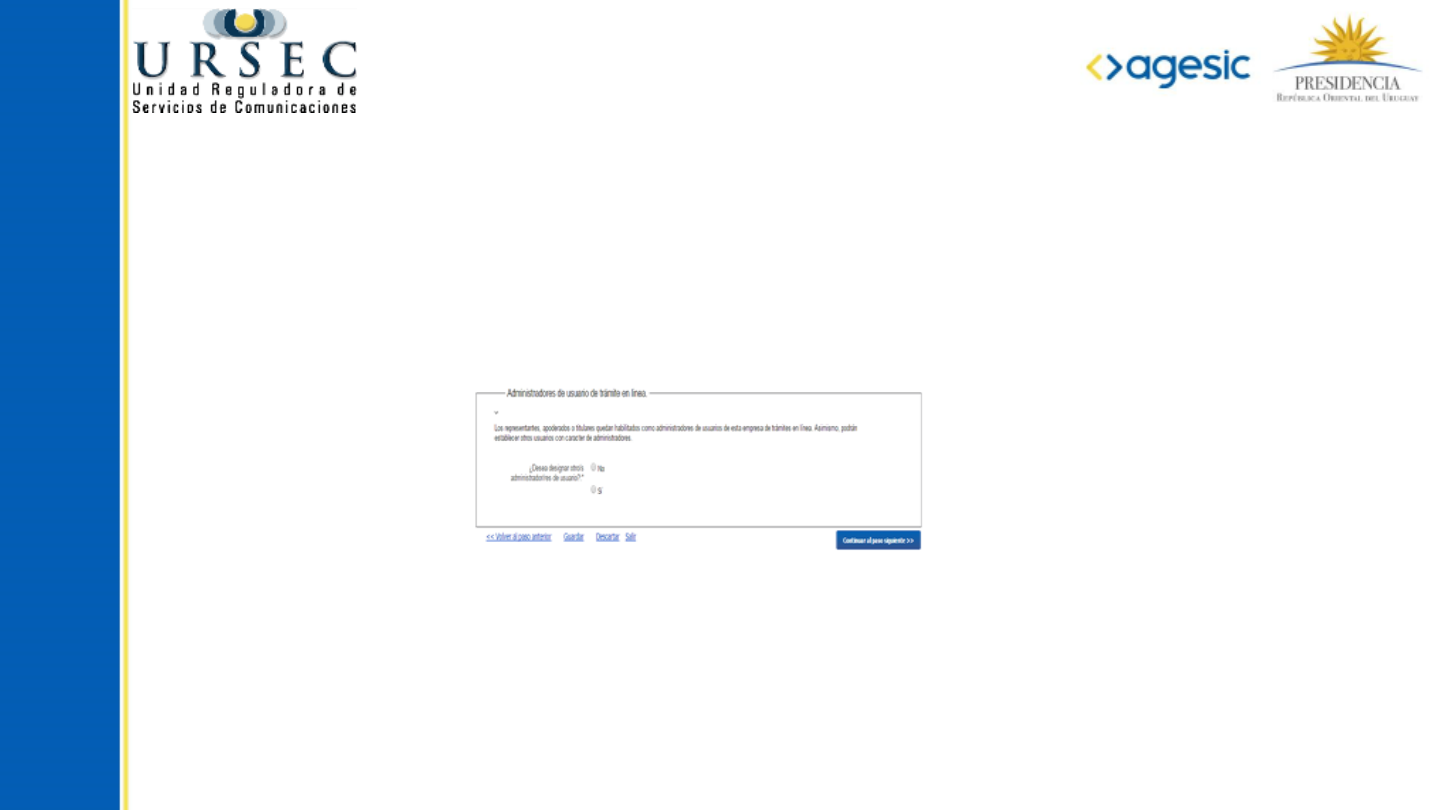 URSEC
Unidad Reguladora de
Servicios de Comunicaciones
<>agesic
PRESIDENCIA
REPÚBLICA ORIENTAL DEL URUGUAY
Administradores de usuario de trámite en línea.
Los representantes, apoderados o titulares quedan habilitados como administradores de usuarios de esta empresa de trámites en línea. Asimismo, podrán
establecer otros usuarios con caracter de administradores.
¿Desea designar otro/s
administrador/res de usuario?:*
No
Sí
<< Volver al paso anterior Guardar Descartar Salir
Continuar al paso siguiente >>